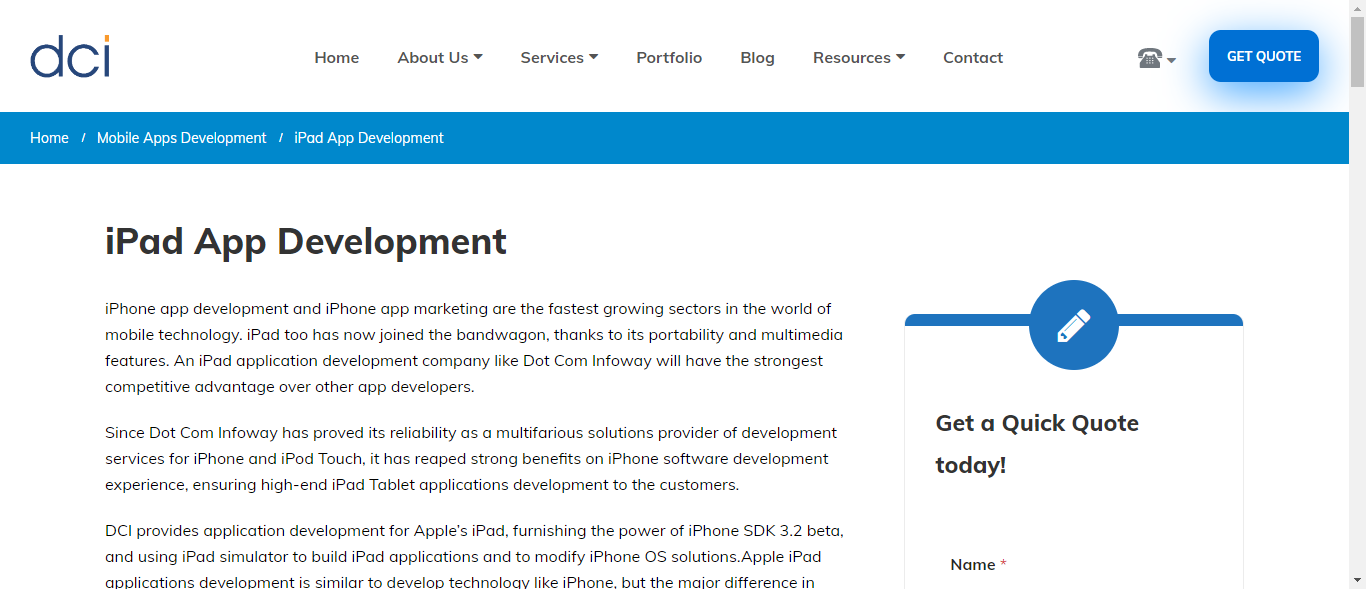 dci
Home About Us Services Portfolio Blog Resources Contact GET QUOTE
Home / Mobile Apps Development / iPad App Development
iPad App Development
iPhone app development and iPhone app marketing are the fastest growing sectors in the world of
mobile technology. iPad too has now joined the bandwagon, thanks to its portability and multimedia
features. An iPad application development company like Dot Com Infoway will have the strongest
competitive advantage over other app developers.
Since Dot Com Infoway has proved its reliability as a multifarious solutions provider of development
services for iPhone and iPod Touch, it has reaped strong benefits on iPhone software development
experience, ensuring high-end iPad Tablet applications development to the customers.
DCI provides application development for Apple’s iPad, furnishing the power of iPhone SDK 3.2 beta,
and using iPad simulator to build iPad applications and to modify iPhone OS solutions.Apple iPad
applications development is similar to develop technology like iPhone, but the major difference in
Get a Quick Quote
today!
Name *